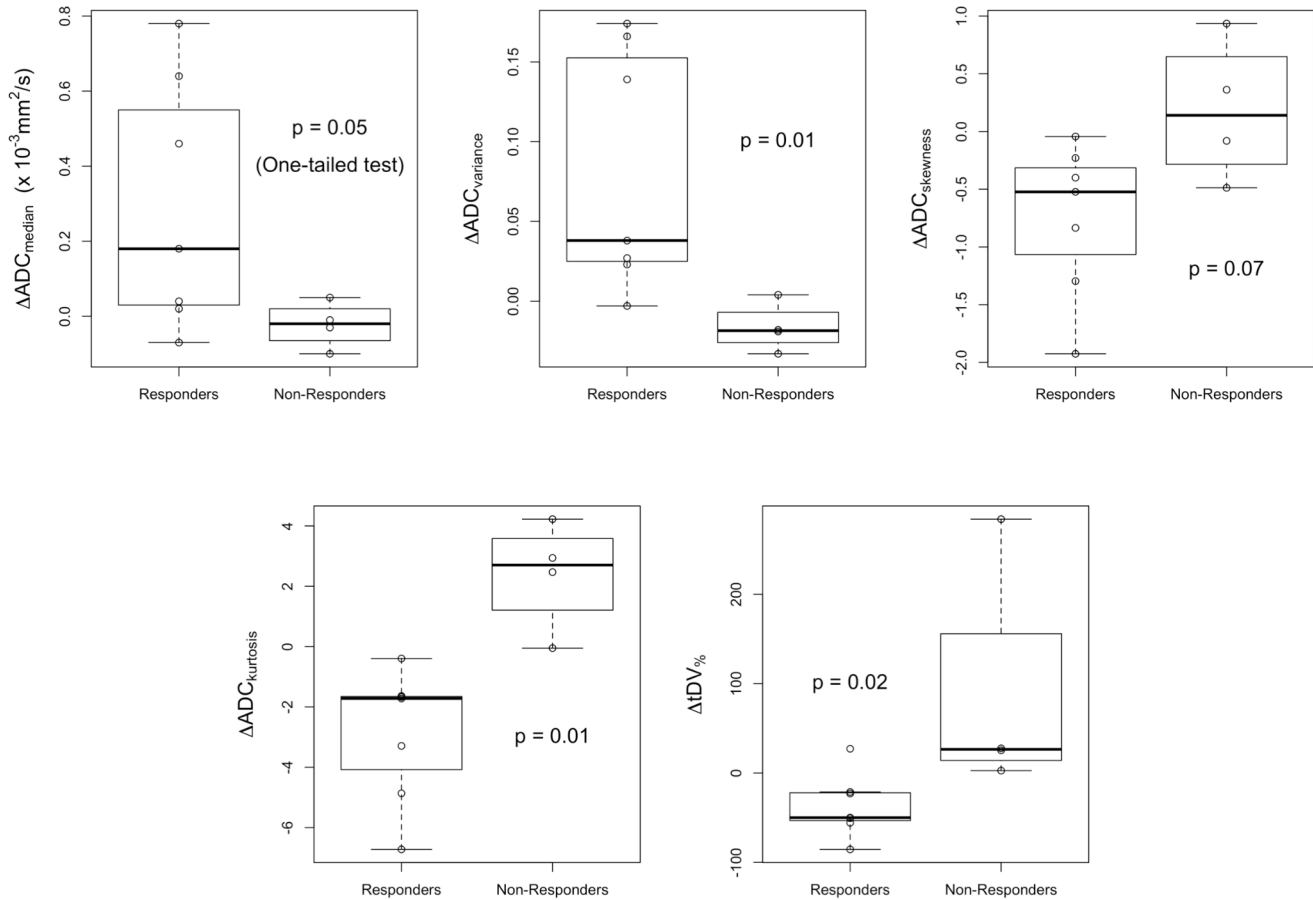 ΔADCmedian (x 10-3mm2/s)
0.8
0.6
0.4
0.2
0.0
p = 0.05
(One-tailed test)
Responders Non-Responders
ΔADCvariance
0.15
0.10
0.05
0.00
p = 0.01
Responders Non-Responders
ΔADCskewness
1.0
0.5
0.0
-0.5
-1.0
-1.5
-2.0
p = 0.07
Responders Non-Responders
ΔADCkurtosis
4
2
0
-2
-4
-6
p = 0.01
Responders Non-Responders
ΔtDV%
200
100
0
-100
p = 0.02
Responders Non-Responders